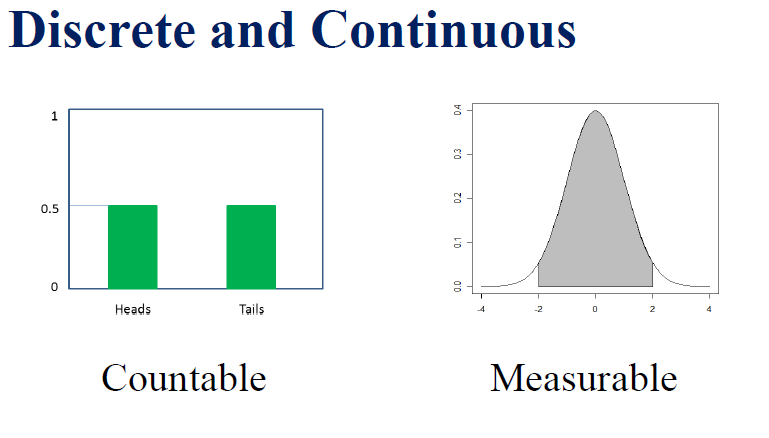 Discrete and Continuous
1
0.5
0
Heads
Tails
0.4
0.3
0.2
0.1
0.0
-4 -2 0 2 4
Countable
Measurable